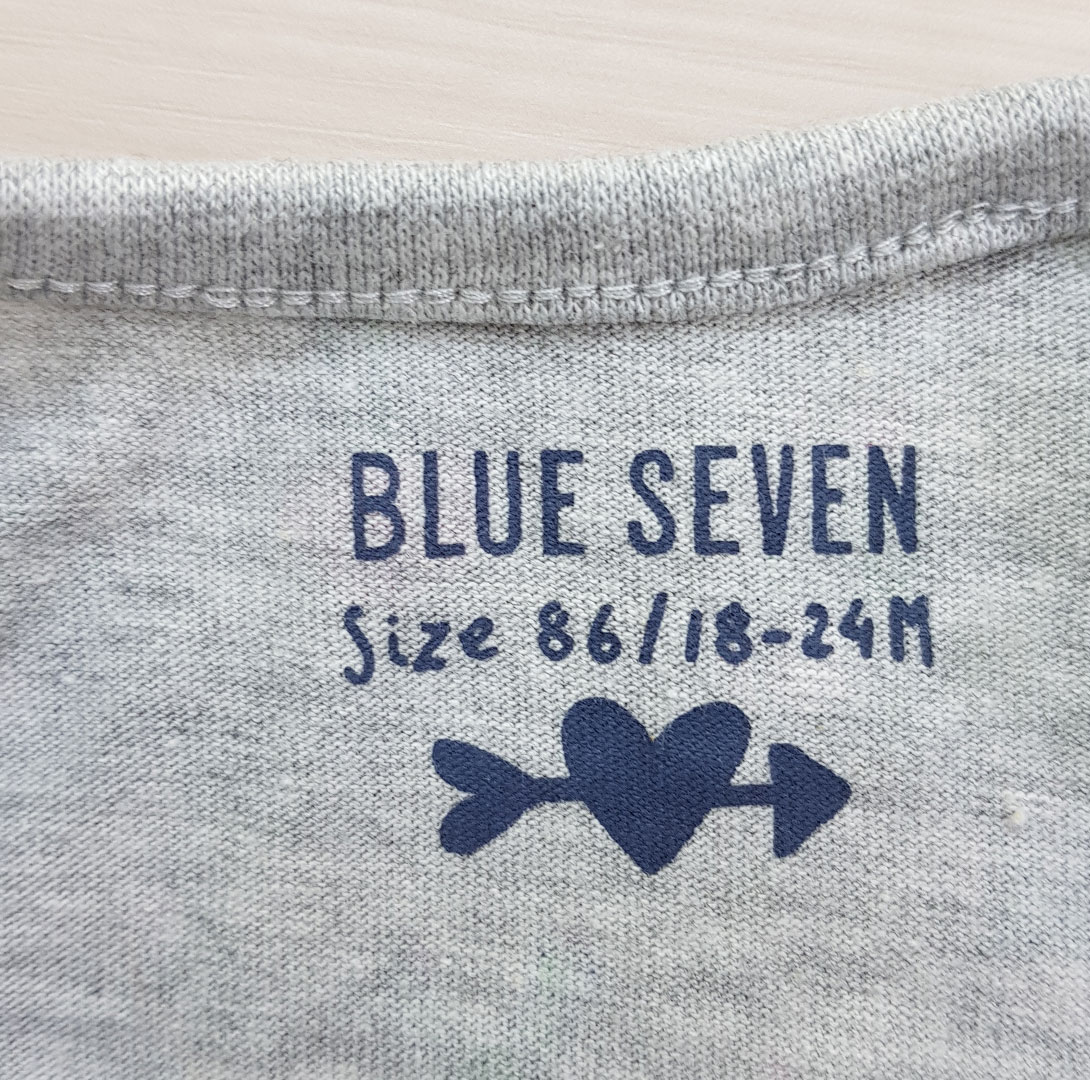 BLUE SEVEN
Size 86/18-24M